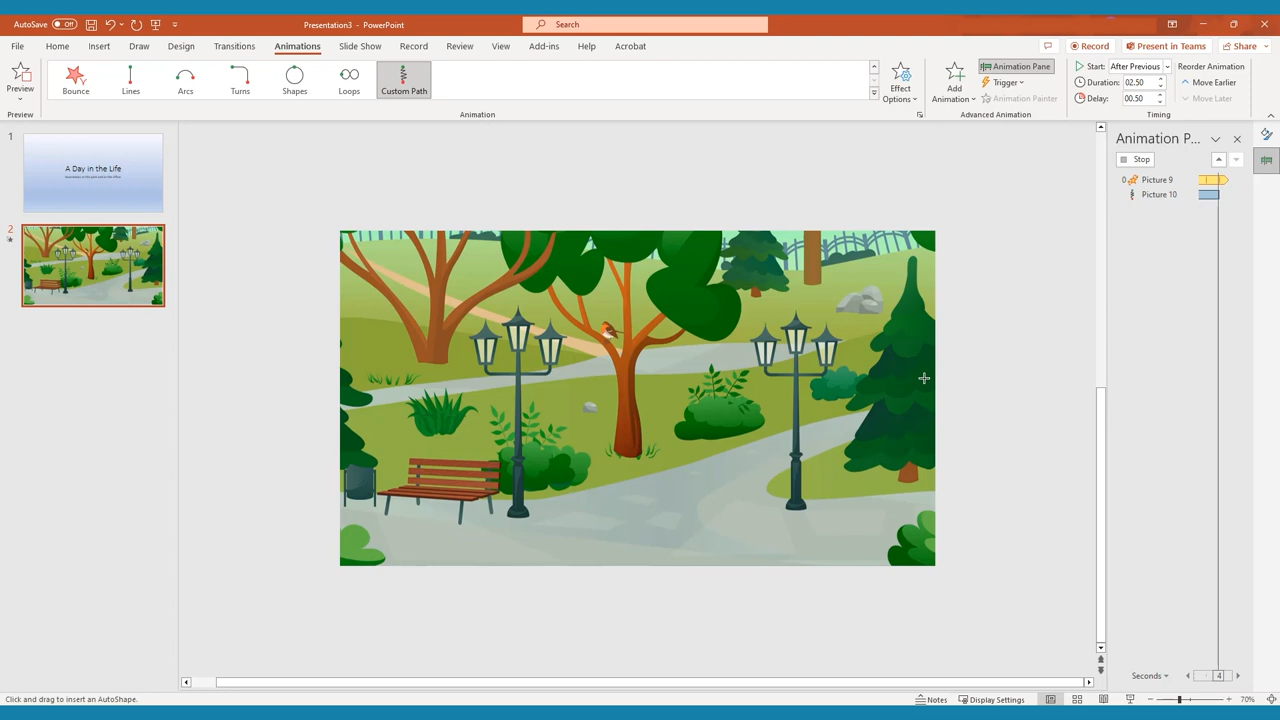 AutoSave Off
Presentation3 - PowerPoint
Search
File Home Insert Draw Design Transitions Animations Slide Show Record Review View Add-ins Help Acrobat
Record Present in Teams Share
Preview
Bounce Lines Arcs Turns Shapes Loops Custom Path
Effect Options
Add Animation
Animation Pane
Trigger
Animation Painter
Start: After Previous
Duration: 02.50
Delay: 00.50
Reorder Animation
Move Earlier
Move Later
Preview Animation Advanced Animation Timing
1
A Day in the Life
2
Animation P...
Stop
0 Picture 9
Picture 10
Seconds 4
Click and drag to insert an AutoShape.
Notes Display Settings 70%